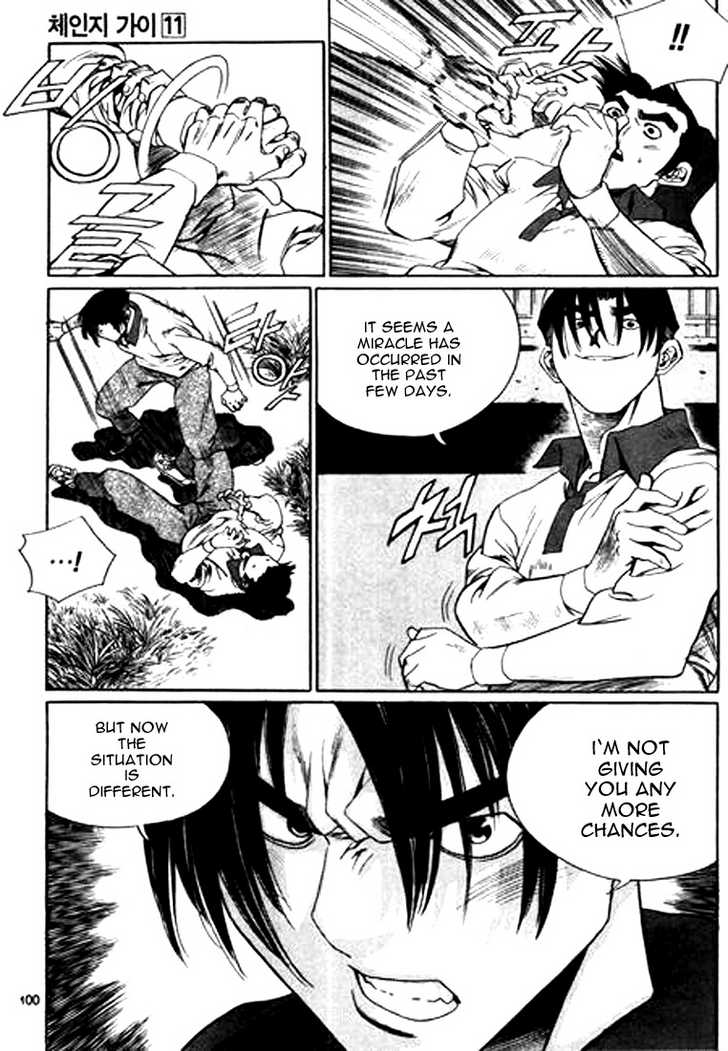 체인지 가이 11
!!
파
IT SEEMS A
MIRACLE HAS
OCCURRED IN
THE PAST
FEW DAYS.
...!
BUT NOW
THE
SITUATION
IS
DIFFERENT.
I'M NOT
GIVING
YOU ANY
MORE
CHANCES.
100